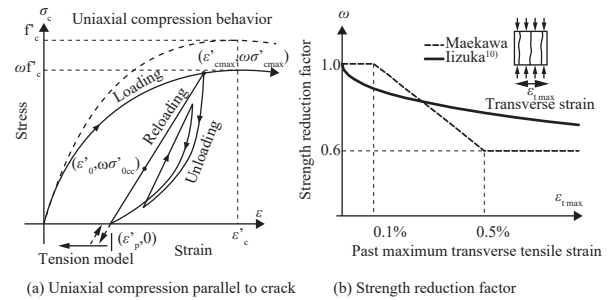 σc
Uniaxial compression behavior
f'c
(ε'cmax, ωσ'cmax)
ωf'c
Loading
Reloading
Stress
Unloading
(ε'0, ωσ'0cc)
ε
(ε'p, 0)
Strain
ε'c
Tension model
(a) Uniaxial compression parallel to crack
ω
Strength reduction factor
Maekawa
Iizuka10)
1.0
εt max
Transverse strain
0.6
εt max
0.1%
0.5%
Past maximum transverse tensile strain
(b) Strength reduction factor